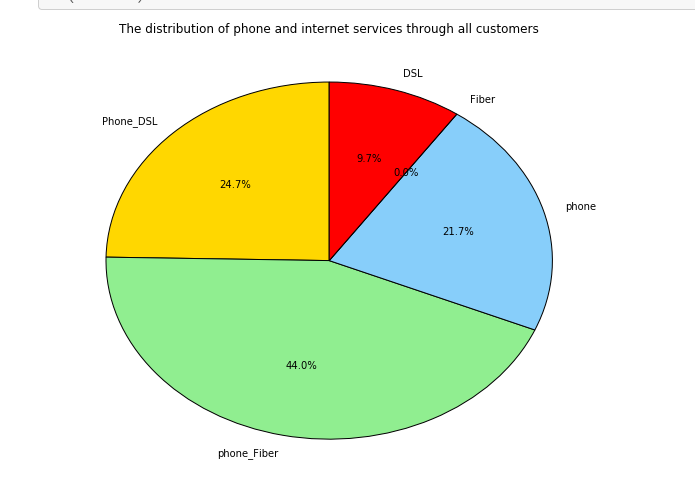 The distribution of phone and internet services through all customers
DSL
Fiber
Phone_DSL
9.7%
0.0%
24.7%
phone
21.7%
44.0%
phone_Fiber